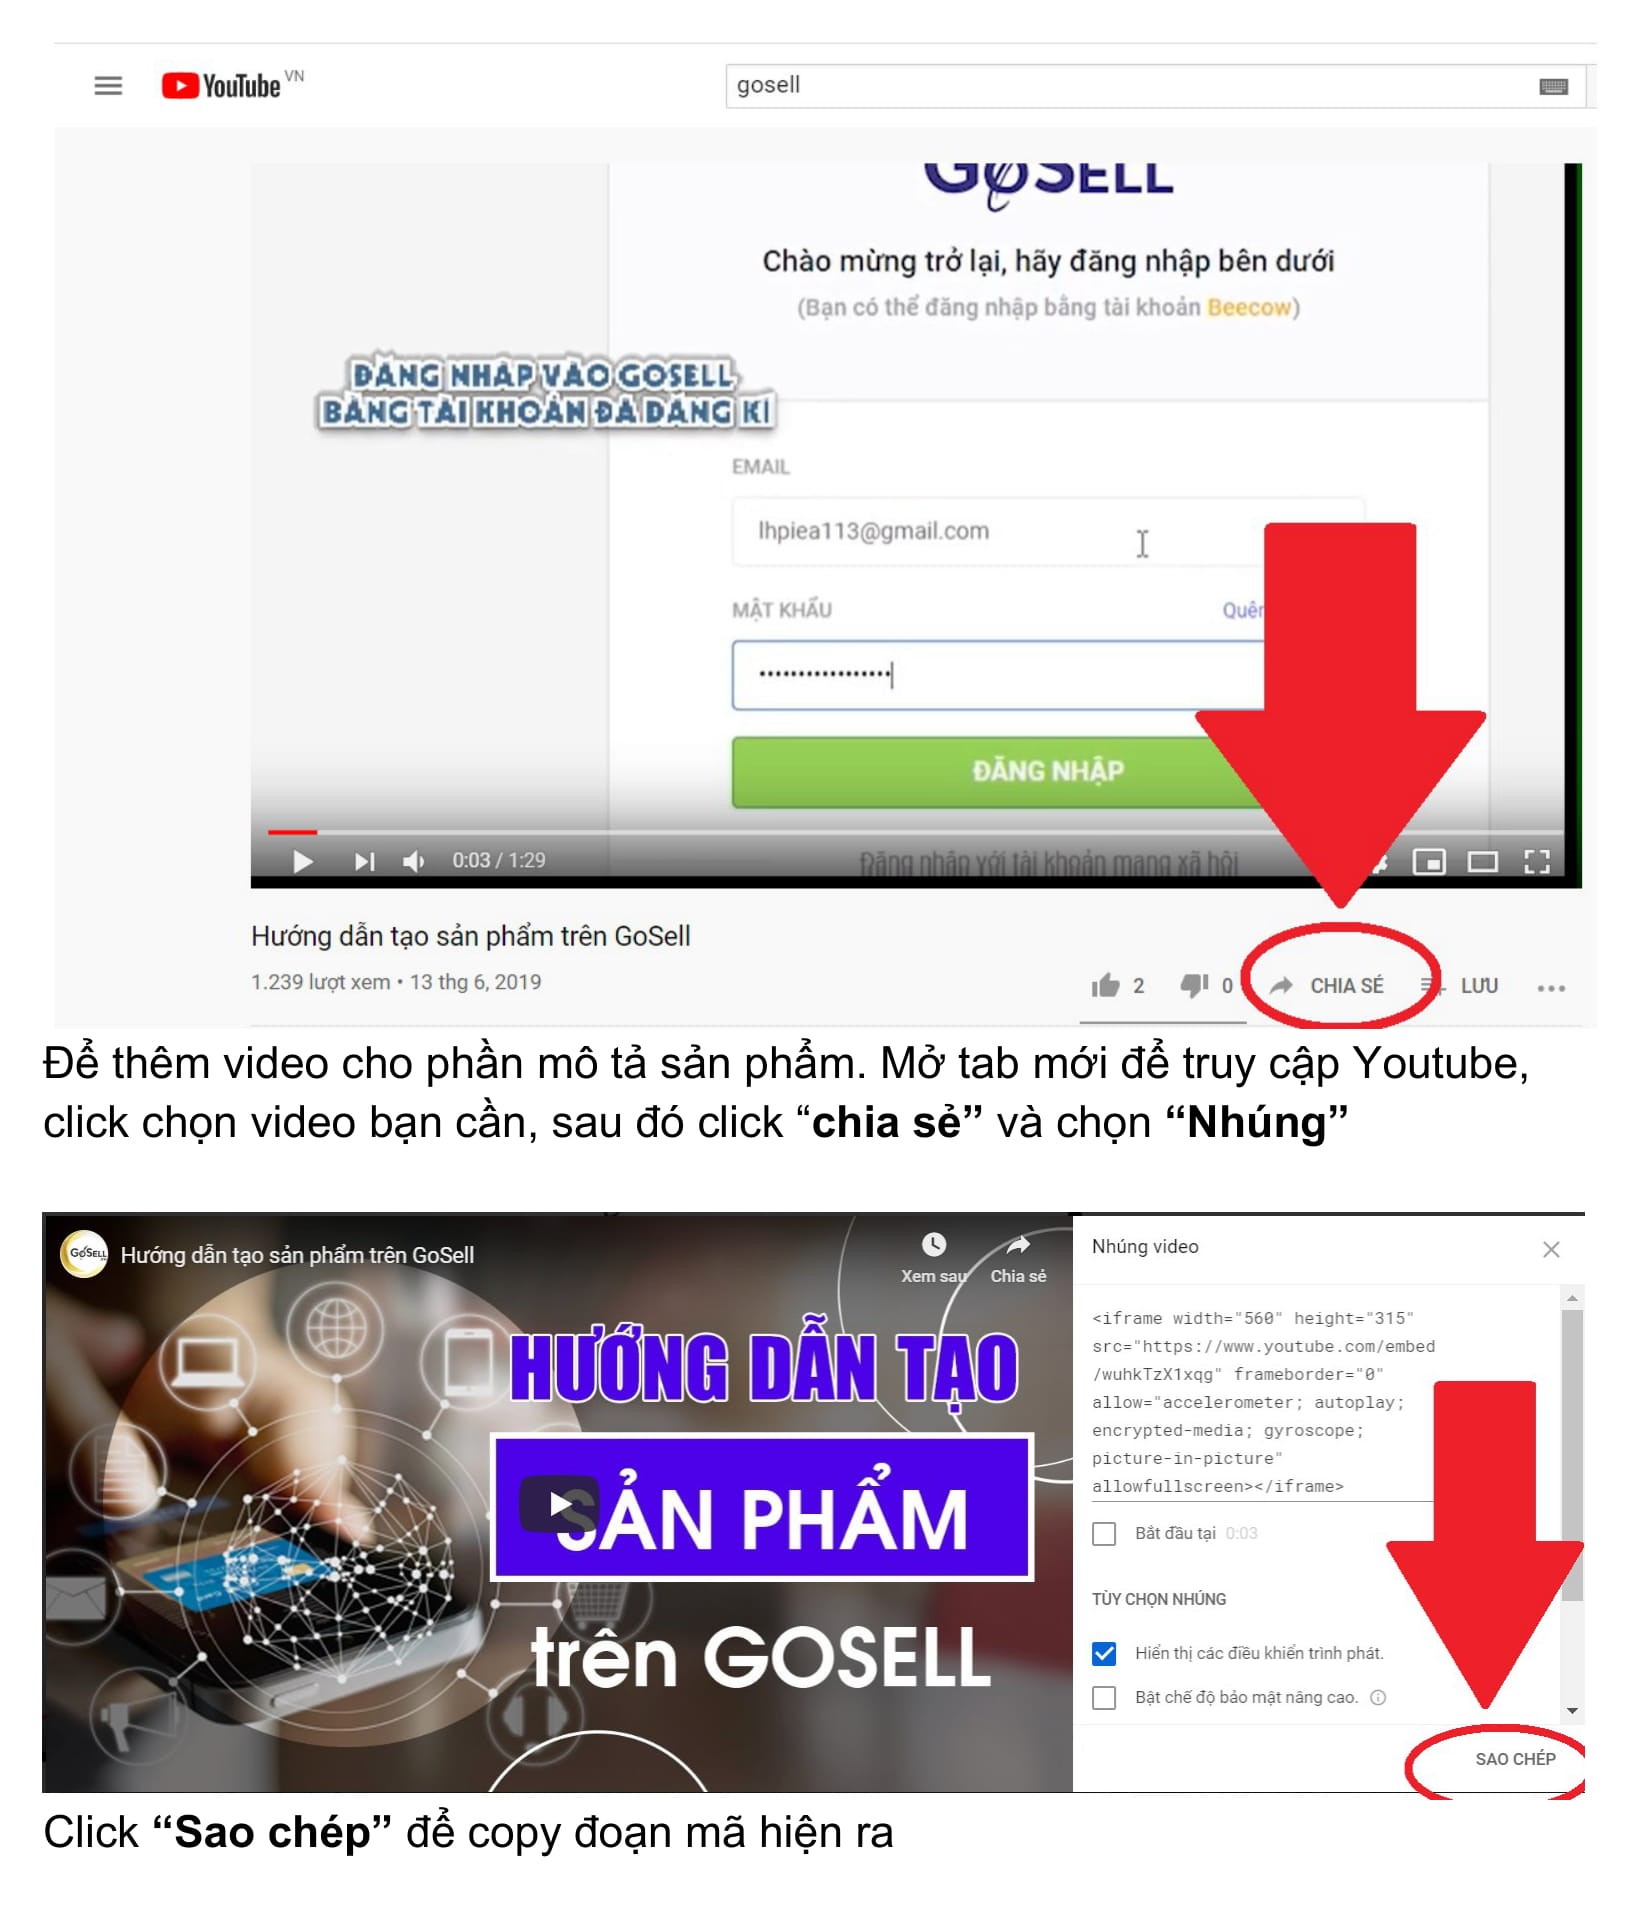 YouTube VN
gosell
GOSELL
Chào mừng trở lại, hãy đăng nhập bên dưới
(Bạn có thể đăng nhập bằng tài khoản Beecow)
ĐĂNG NHẬP VÀO GOSELL
BẰNG TÀI KHOẢN ĐÃ ĐĂNG KÍ
EMAIL
lhpiea113@gmail.com
MẬT KHẨU
••••••••••••••••
ĐĂNG NHẬP
0:03 / 1:29
Đăng nhập với tài khoản mạng xã hội
Hướng dẫn tạo sản phẩm trên GoSell
1.239 lượt xem • 13 thg 6, 2019
2 0 CHIA SẺ LƯU
Để thêm video cho phần mô tả sản phẩm. Mở tab mới để truy cập Youtube,
click chọn video bạn cần, sau đó click “chia sẻ” và chọn “Nhúng”
GoSELL
Hướng dẫn tạo sản phẩm trên GoSell
Xem sau Chia sẻ
HƯỚNG DẪN TẠO
SẢN PHẨM
trên GOSELL
Nhúng video
<iframe width="560" height="315"
src="https://www.youtube.com/embed
/wuhkTzX1xqg" frameborder="0"
allow="accelerometer; autoplay;
encrypted-media; gyroscope;
picture-in-picture"
allowfullscreen></iframe>
Bắt đầu tại 0:03
TÙY CHỌN NHÚNG
Hiển thị các điều khiển trình phát.
Bật chế độ bảo mật nâng cao.
SAO CHÉP
Click “Sao chép” để copy đoạn mã hiện ra